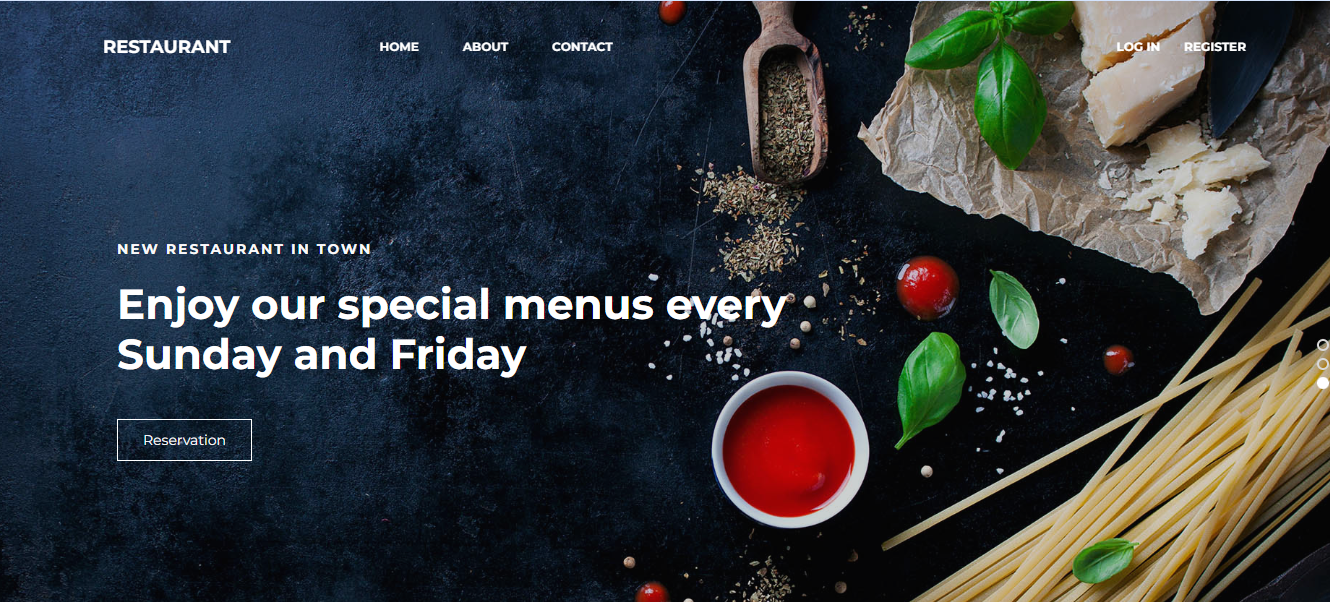 RESTAURANT
HOME ABOUT CONTACT
LOG IN REGISTER
NEW RESTAURANT IN TOWN
Enjoy our special menus every
Sunday and Friday
Reservation